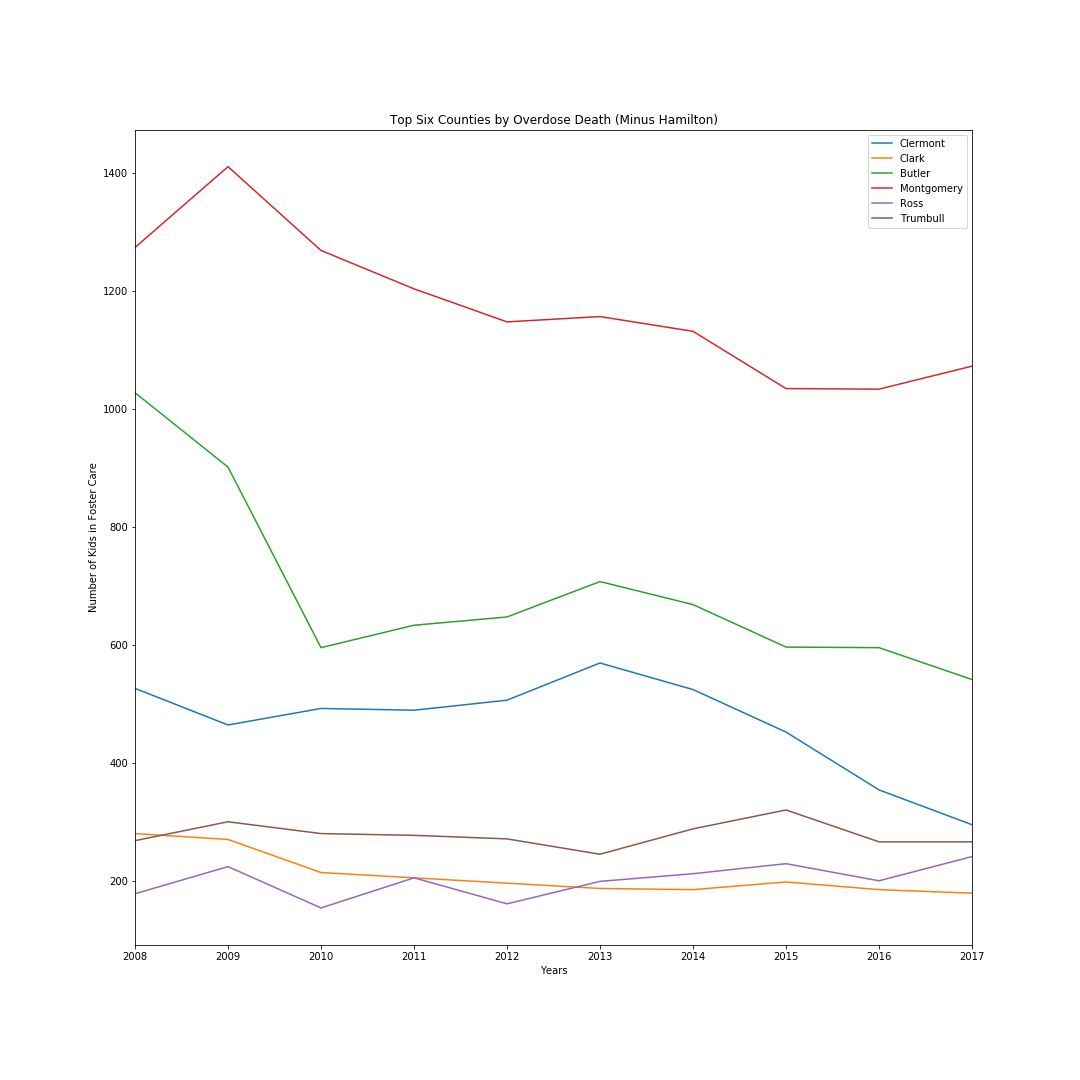 Top Six Counties by Overdose Death (Minus Hamilton)
Clermont
Clark
Butler
Montgomery
Ross
Trumbull
1400
1200
1000
800
600
400
200
Number of Kids in Foster Care
2008 2009 2010 2011 2012 2013 2014 2015 2016 2017
Years